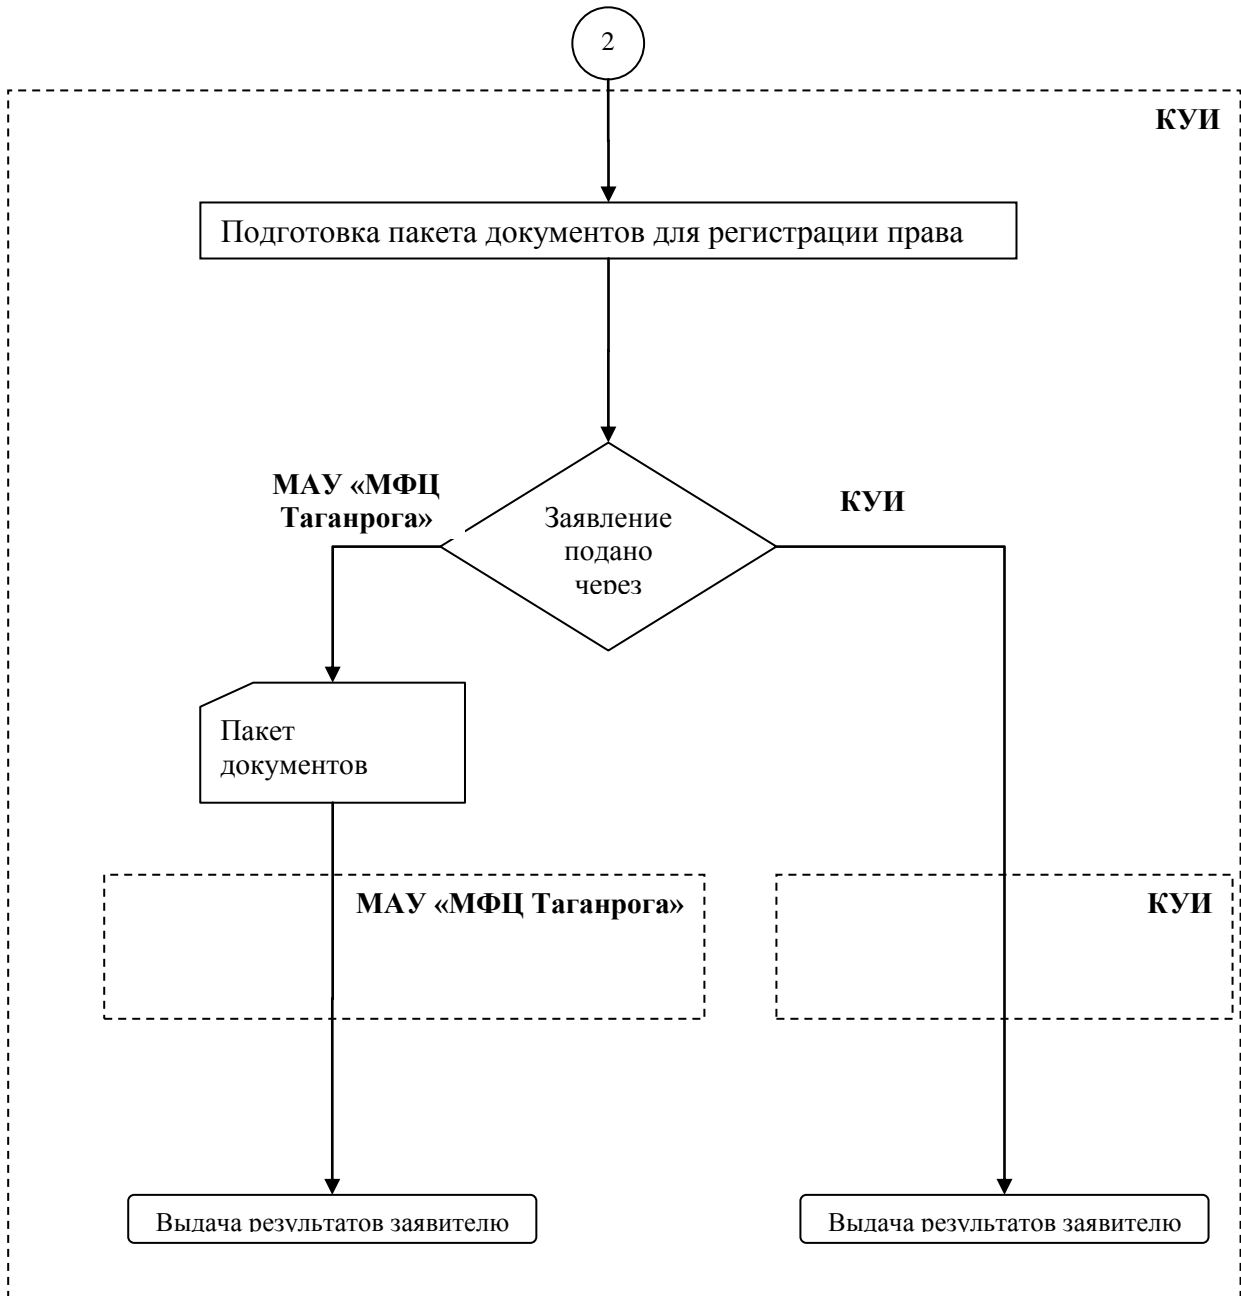 2
КУИ
Подготовка пакета документов для регистрации права
МАУ «МФЦ
Таганрога»
КУИ
Заявление
подано
через
Пакет
документов
МАУ «МФЦ Таганрога»
КУИ
Выдача результатов заявителю
Выдача результатов заявителю